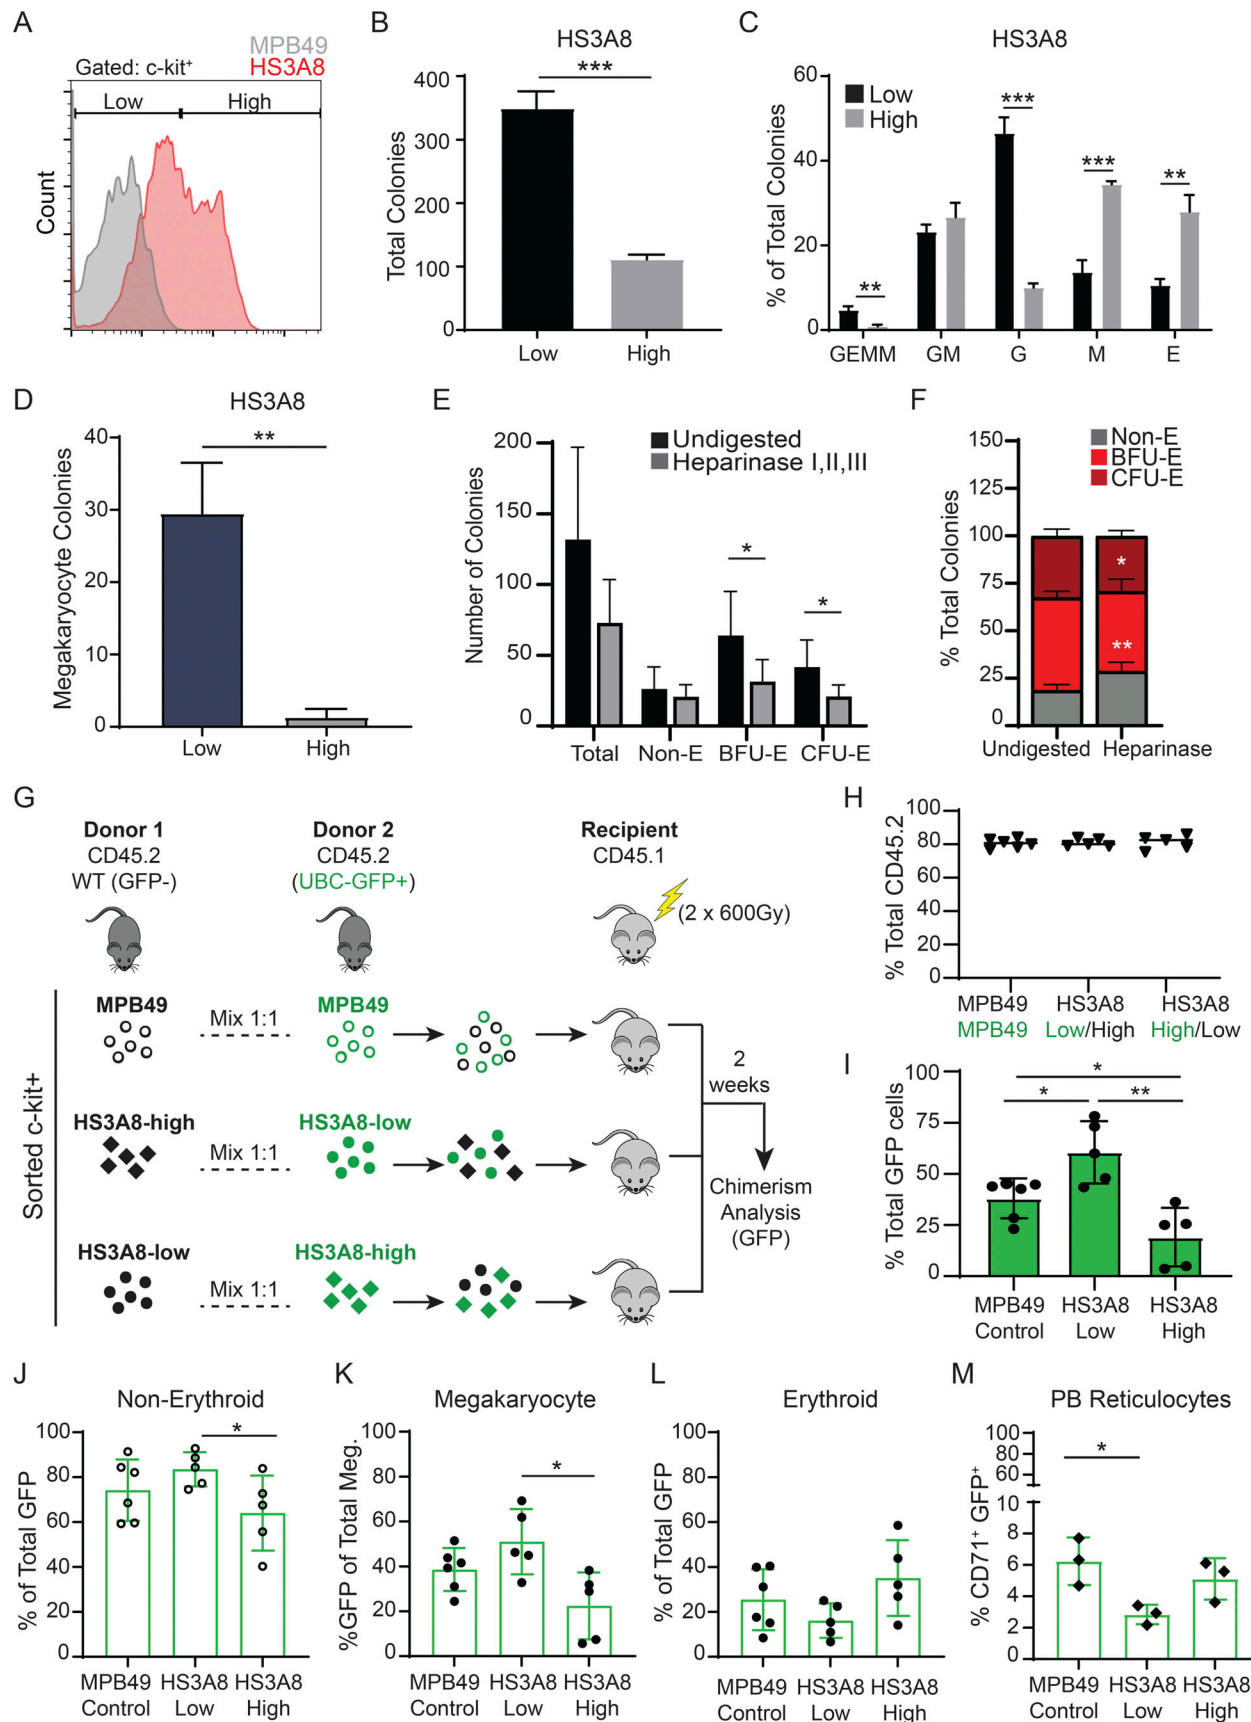 A
MPB49
Gated: c-kit⁺ HS3A8
Low High
Count
B
HS3A8
***
Total Colonies
400
300
200
100
0
Low High
C
HS3A8
Low
High
% of Total Colonies
60
40
20
0
** *** *** **
GEMM GM G M E
D
HS3A8
**
Megakaryocyte Colonies
40
30
20
10
0
Low High
E
Undigested
Heparinase I,II,III
Number of Colonies
200
150
100
50
0
* *
Total Non-E BFU-E CFU-E
F
Non-E
BFU-E
CFU-E
% Total Colonies
150
125
100
75
50
25
0
*
**
Undigested Heparinase
G
Donor 1 Donor 2 Recipient
CD45.2 CD45.2 CD45.1
WT (GFP-) (UBC-GFP+)
(2 x 600Gy)
Sorted c-kit+
MPB49 Mix 1:1 MPB49
HS3A8-high Mix 1:1 HS3A8-low
HS3A8-low Mix 1:1 HS3A8-high
2
weeks
Chimerism
Analysis
(GFP)
H
% Total CD45.2
100
80
60
40
20
0
MPB49 HS3A8 HS3A8
MPB49 Low/High High/Low
I
% Total GFP cells
100
75
50
25
0
*
* **
MPB49 HS3A8 HS3A8
Control Low High
J
Non-Erythroid
% of Total GFP
100
80
60
40
20
0
*
MPB49 HS3A8 HS3A8
Control Low High
K
Megakaryocyte
%GFP of Total Meg.
100
80
60
40
20
0
*
MPB49 HS3A8 HS3A8
Control Low High
L
Erythroid
% of Total GFP
100
80
60
40
20
0
MPB49 HS3A8 HS3A8
Control Low High
M
PB Reticulocytes
% CD71⁺ GFP⁺
100
80
60
40
20
10
8
6
4
2
0
*
MPB49 HS3A8 HS3A8
Control Low High